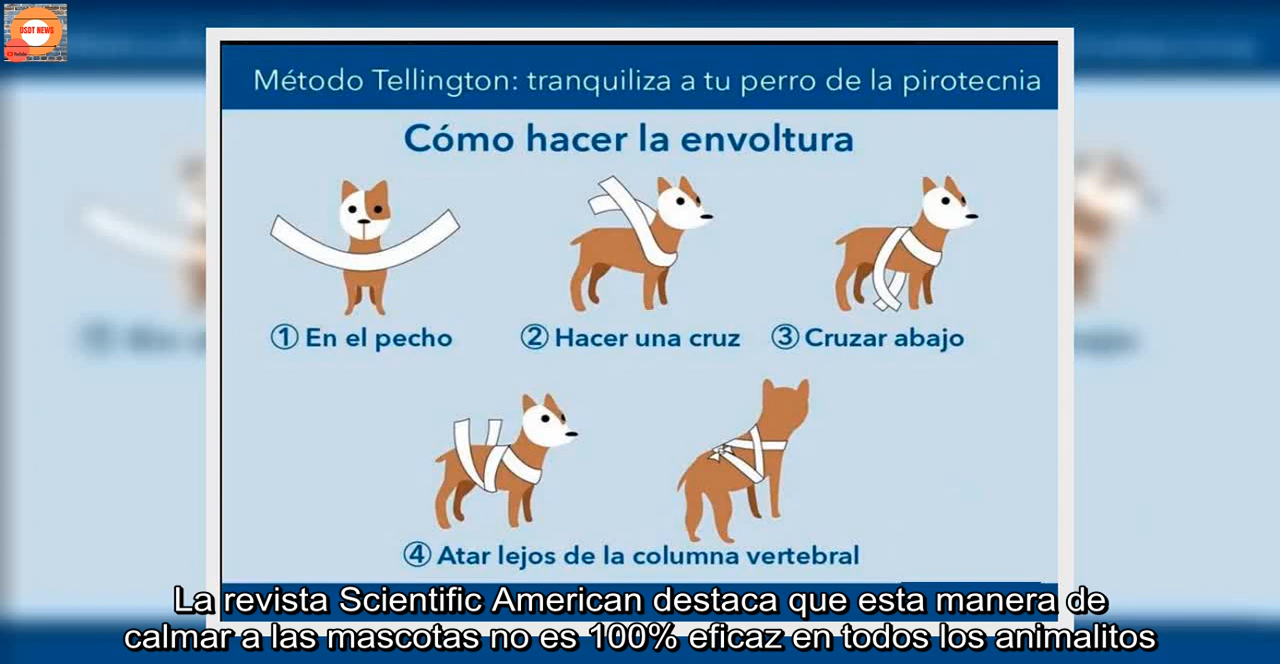 USDT NEWS
Método Tellington: tranquiliza a tu perro de la pirotecnia
Cómo hacer la envoltura
① En el pecho
② Hacer una cruz
③ Cruzar abajo
④ Atar lejos de la columna vertebral
La revista Scientific American destaca que esta manera de
calmar a las mascotas no es 100% eficaz en todos los animalitos